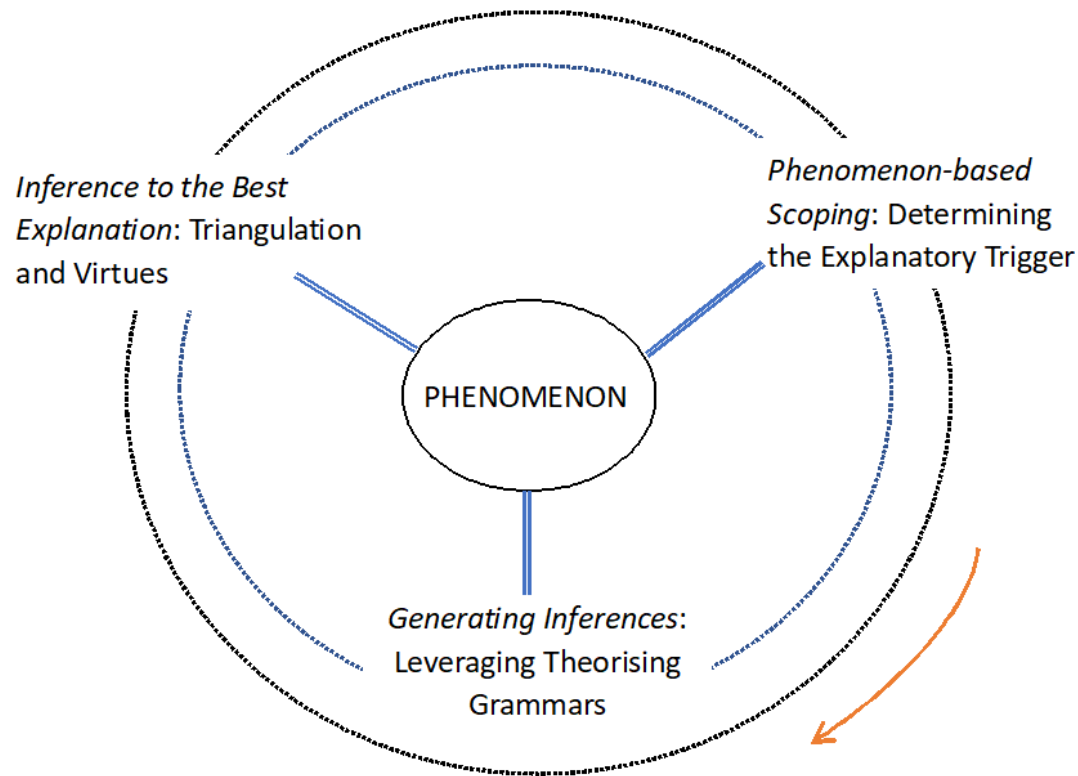 Inference to the Best
Explanation: Triangulation
and Virtues
Phenomenon-based
Scoping: Determining
the Explanatory Trigger
PHENOMENON
Generating Inferences:
Leveraging Theorising
Grammars